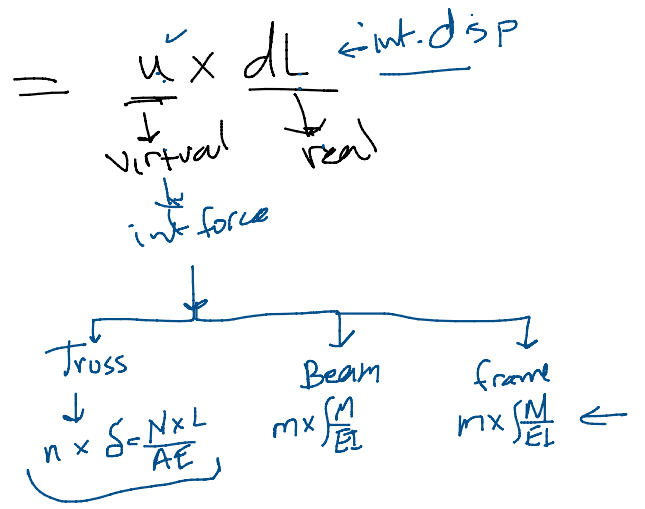 = u × dL ← int. disp
virtual real
int force
Truss Beam frame
n × δ = N×L/AE m × ∫M/EI m × ∫M/EI ←